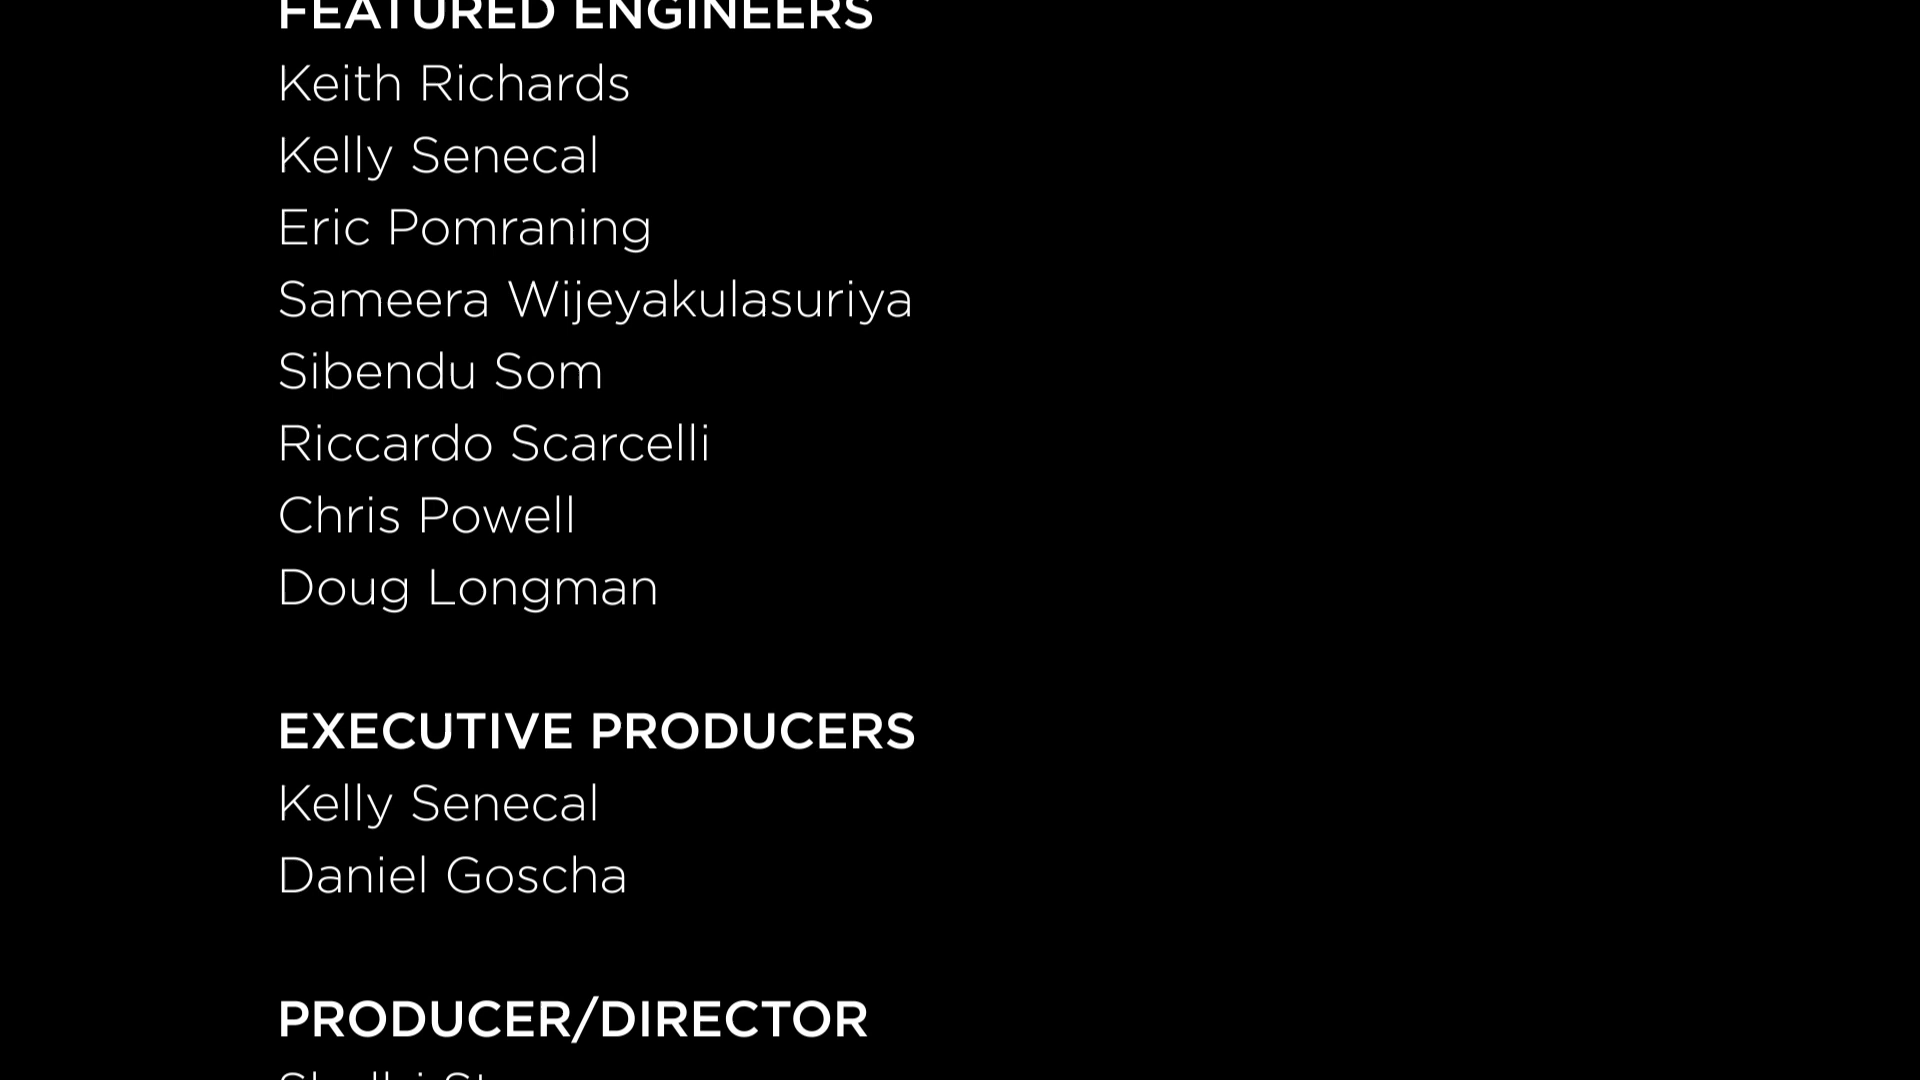 FEATURED ENGINEERS
Keith Richards
Kelly Senecal
Eric Pomraning
Sameera Wijeyakulasuriya
Sibendu Som
Riccardo Scarcelli
Chris Powell
Doug Longman
EXECUTIVE PRODUCERS
Kelly Senecal
Daniel Goscha
PRODUCER/DIRECTOR